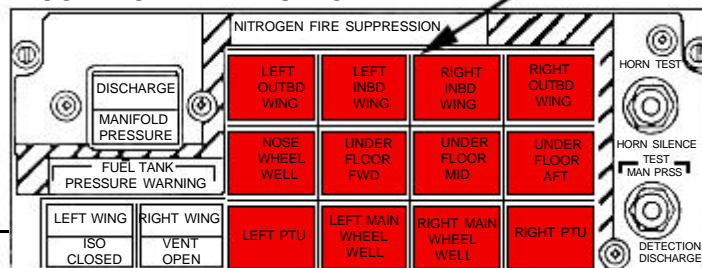 NITROGEN FIRE SUPPRESSION
DISCHARGE
MANIFOLD
PRESSURE
FUEL TANK
PRESSURE WARNING
LEFT WING
ISO
CLOSED
RIGHT WING
VENT
OPEN
LEFT
OUTBD
WING
LEFT
INBD
WING
RIGHT
INBD
WING
RIGHT
OUTBD
WING
NOSE
WHEEL
WELL
UNDER
FLOOR
FWD
UNDER
FLOOR
MID
UNDER
FLOOR
AFT
LEFT PTU
LEFT MAIN
WHEEL
WELL
RIGHT MAIN
WHEEL
WELL
RIGHT PTU
HORN TEST
HORN SILENCE
TEST
MAN PRSS
DETECTION
DISCHARGE